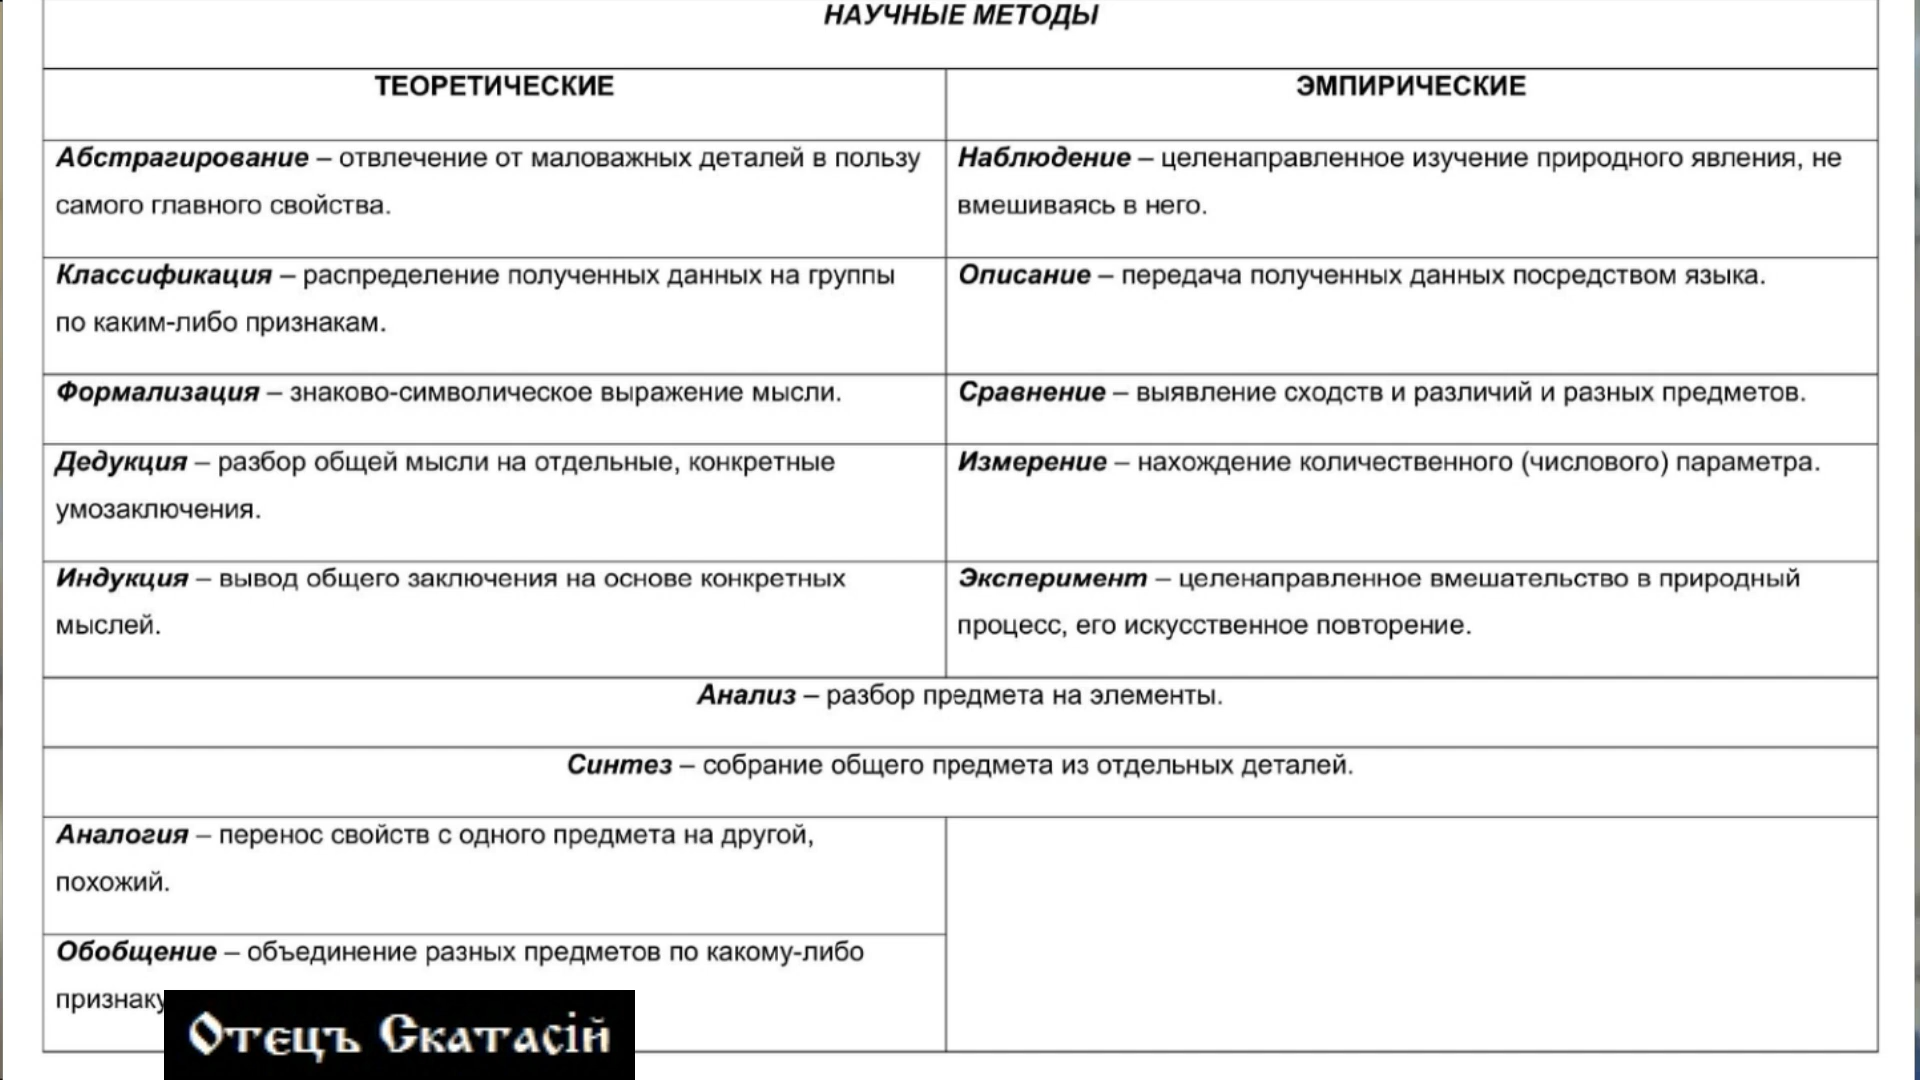 НАУЧНЫЕ МЕТОДЫ
ТЕОРЕТИЧЕСКИЕ
ЭМПИРИЧЕСКИЕ
Абстрагирование – отвлечение от маловажных деталей в пользу
самого главного свойства.
Наблюдение – целенаправленное изучение природного явления, не
вмешиваясь в него.
Классификация – распределение полученных данных на группы
по каким-либо признакам.
Описание – передача полученных данных посредством языка.
Формализация – знаково-символическое выражение мысли.
Сравнение – выявление сходств и различий и разных предметов.
Дедукция – разбор общей мысли на отдельные, конкретные
умозаключения.
Измерение – нахождение количественного (числового) параметра.
Индукция – вывод общего заключения на основе конкретных
мыслей.
Эксперимент – целенаправленное вмешательство в природный
процесс, его искусственное повторение.
Анализ – разбор предмета на элементы.
Синтез – собрание общего предмета из отдельных деталей.
Аналогия – перенос свойств с одного предмета на другой,
похожий.
Обобщение – объединение разных предметов по какому-либо
признаку
Отецъ Скатасій